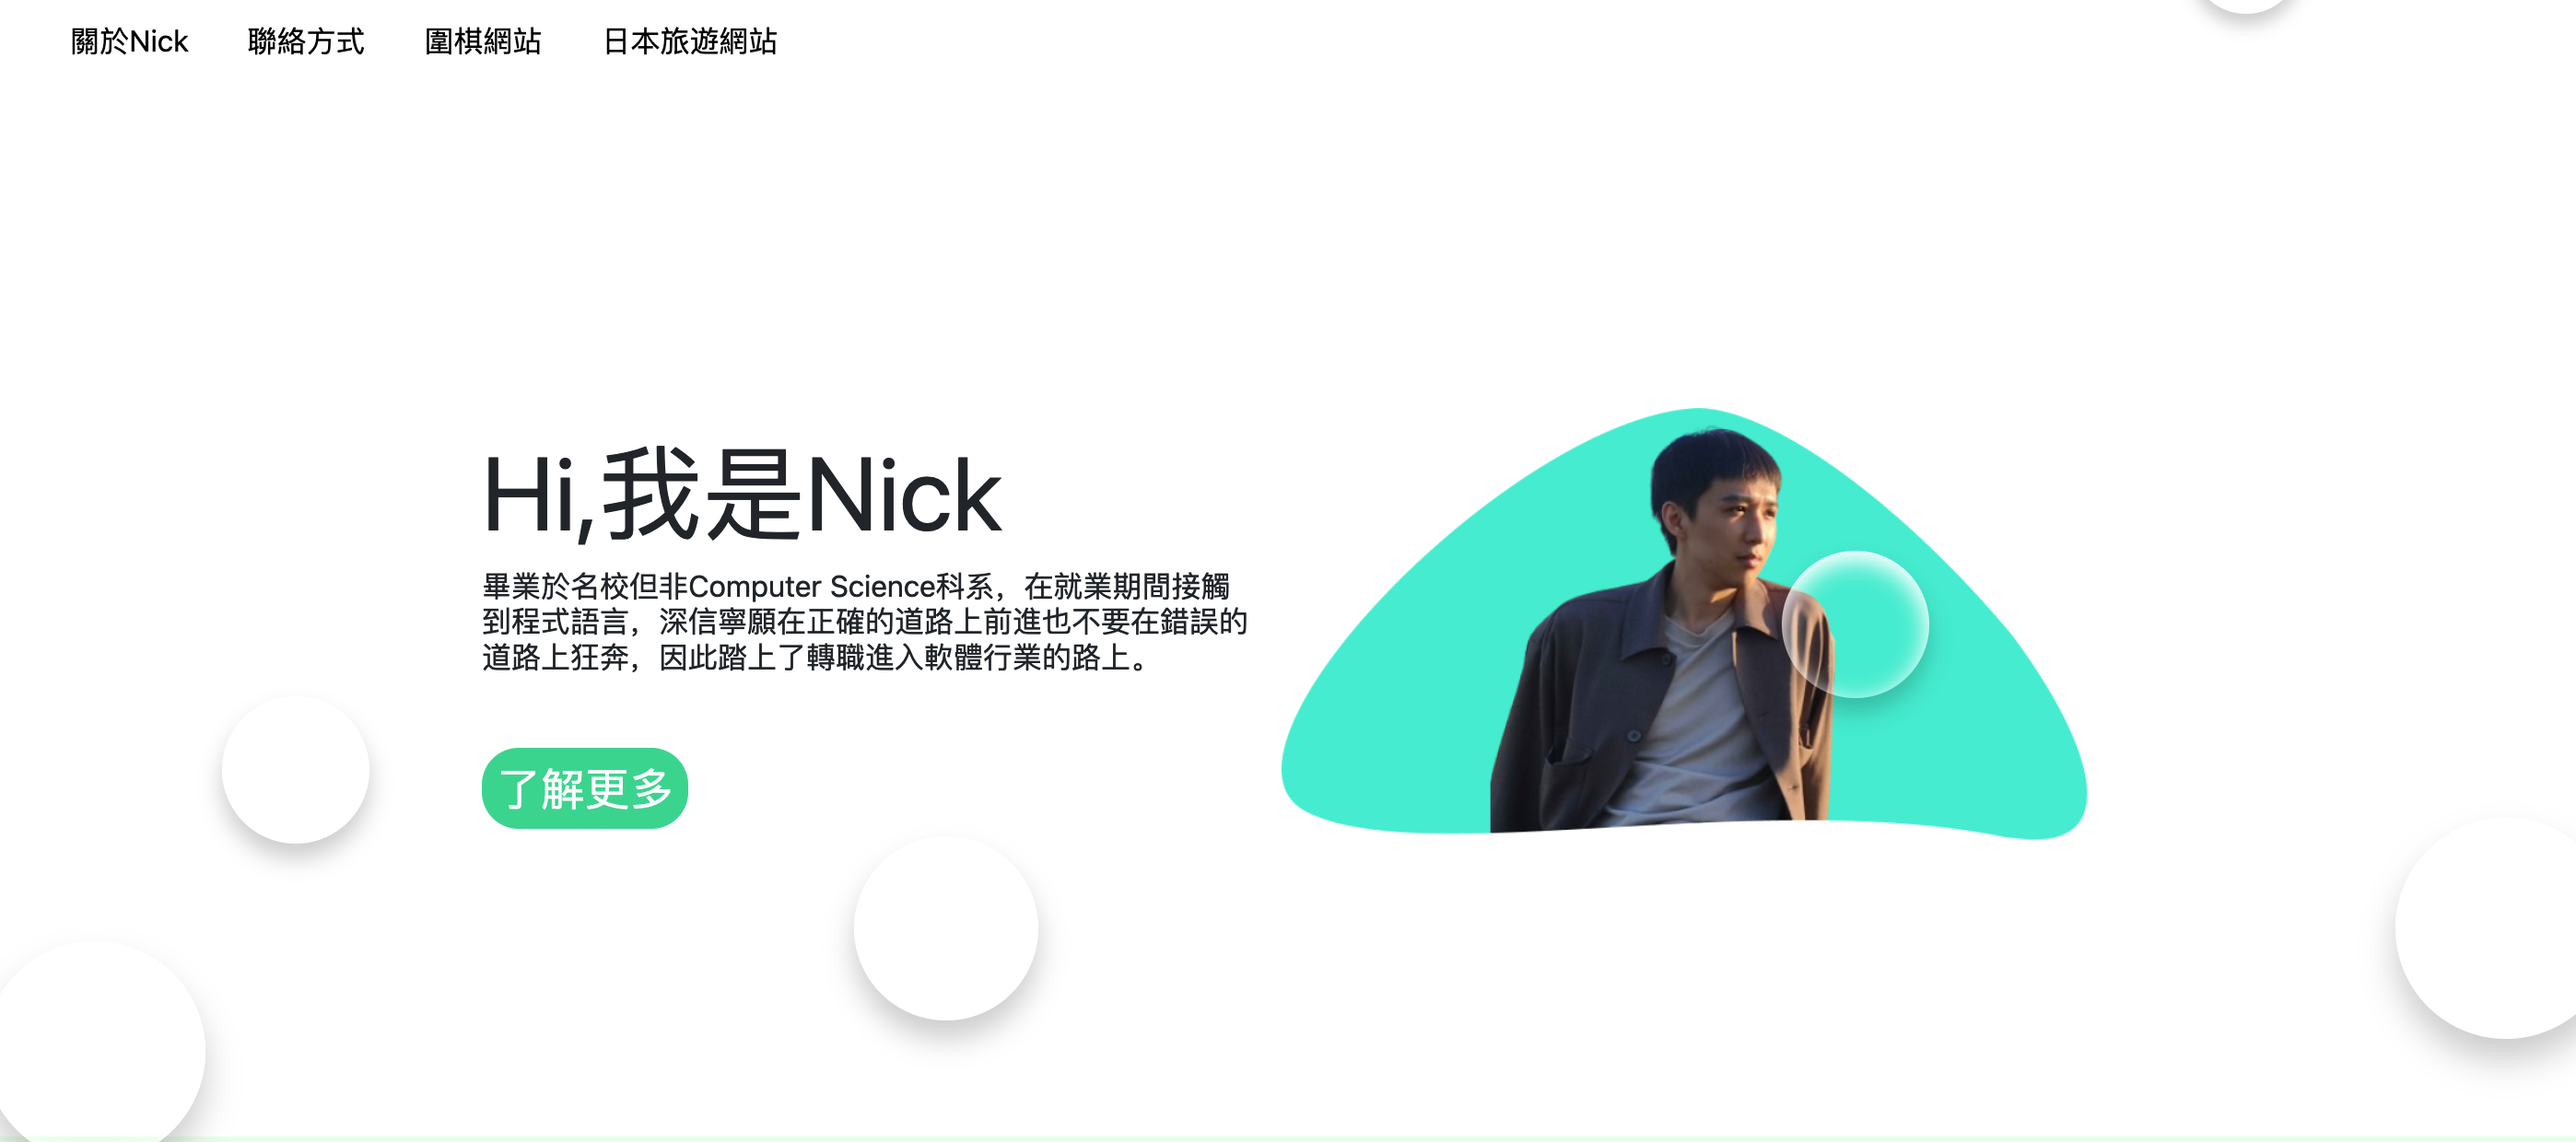 關於Nick 聯絡方式 圍棋網站 日本旅遊網站
Hi,我是Nick
畢業於名校但非Computer Science科系，在就業期間接觸
到程式語言，深信寧願在正確的道路上前進也不要在錯誤的
道路上狂奔，因此踏上了轉職進入軟體行業的路上。
了解更多